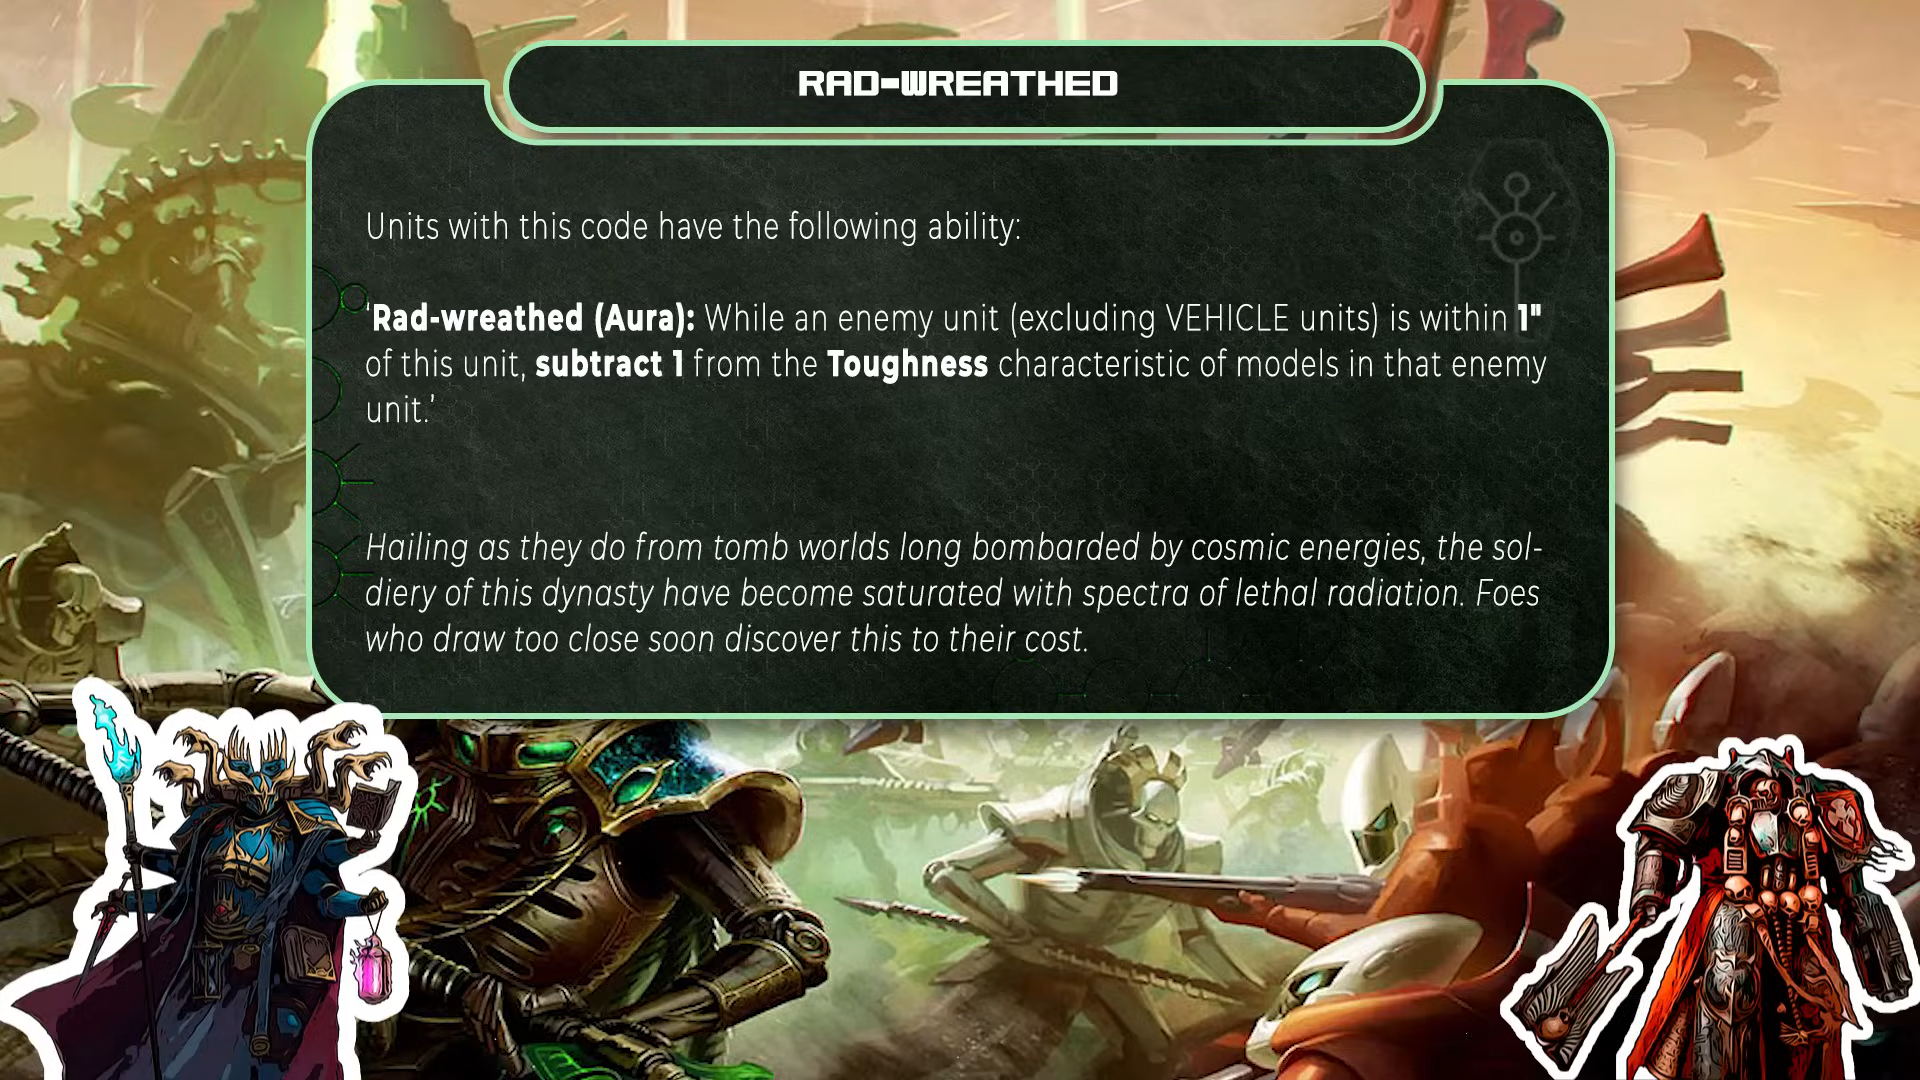 RAD-WREATHED
Units with this code have the following ability:
‘Rad-wreathed (Aura): While an enemy unit (excluding VEHICLE units) is within 1"
of this unit, subtract 1 from the Toughness characteristic of models in that enemy
unit.’
Hailing as they do from tomb worlds long bombarded by cosmic energies, the sol-
diery of this dynasty have become saturated with spectra of lethal radiation. Foes
who draw too close soon discover this to their cost.